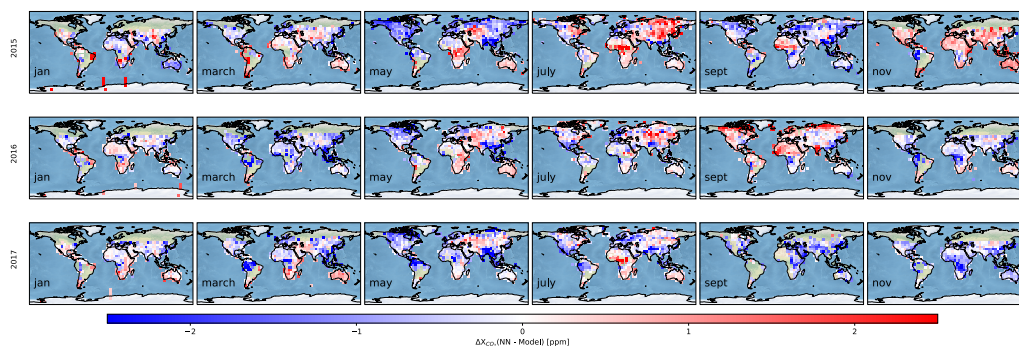 2015
jan
march
may
july
sept
nov
2016
jan
march
may
july
sept
nov
2017
jan
march
may
july
sept
nov
−2
−1
0
1
2
ΔXCO₂(NN - Model) [ppm]